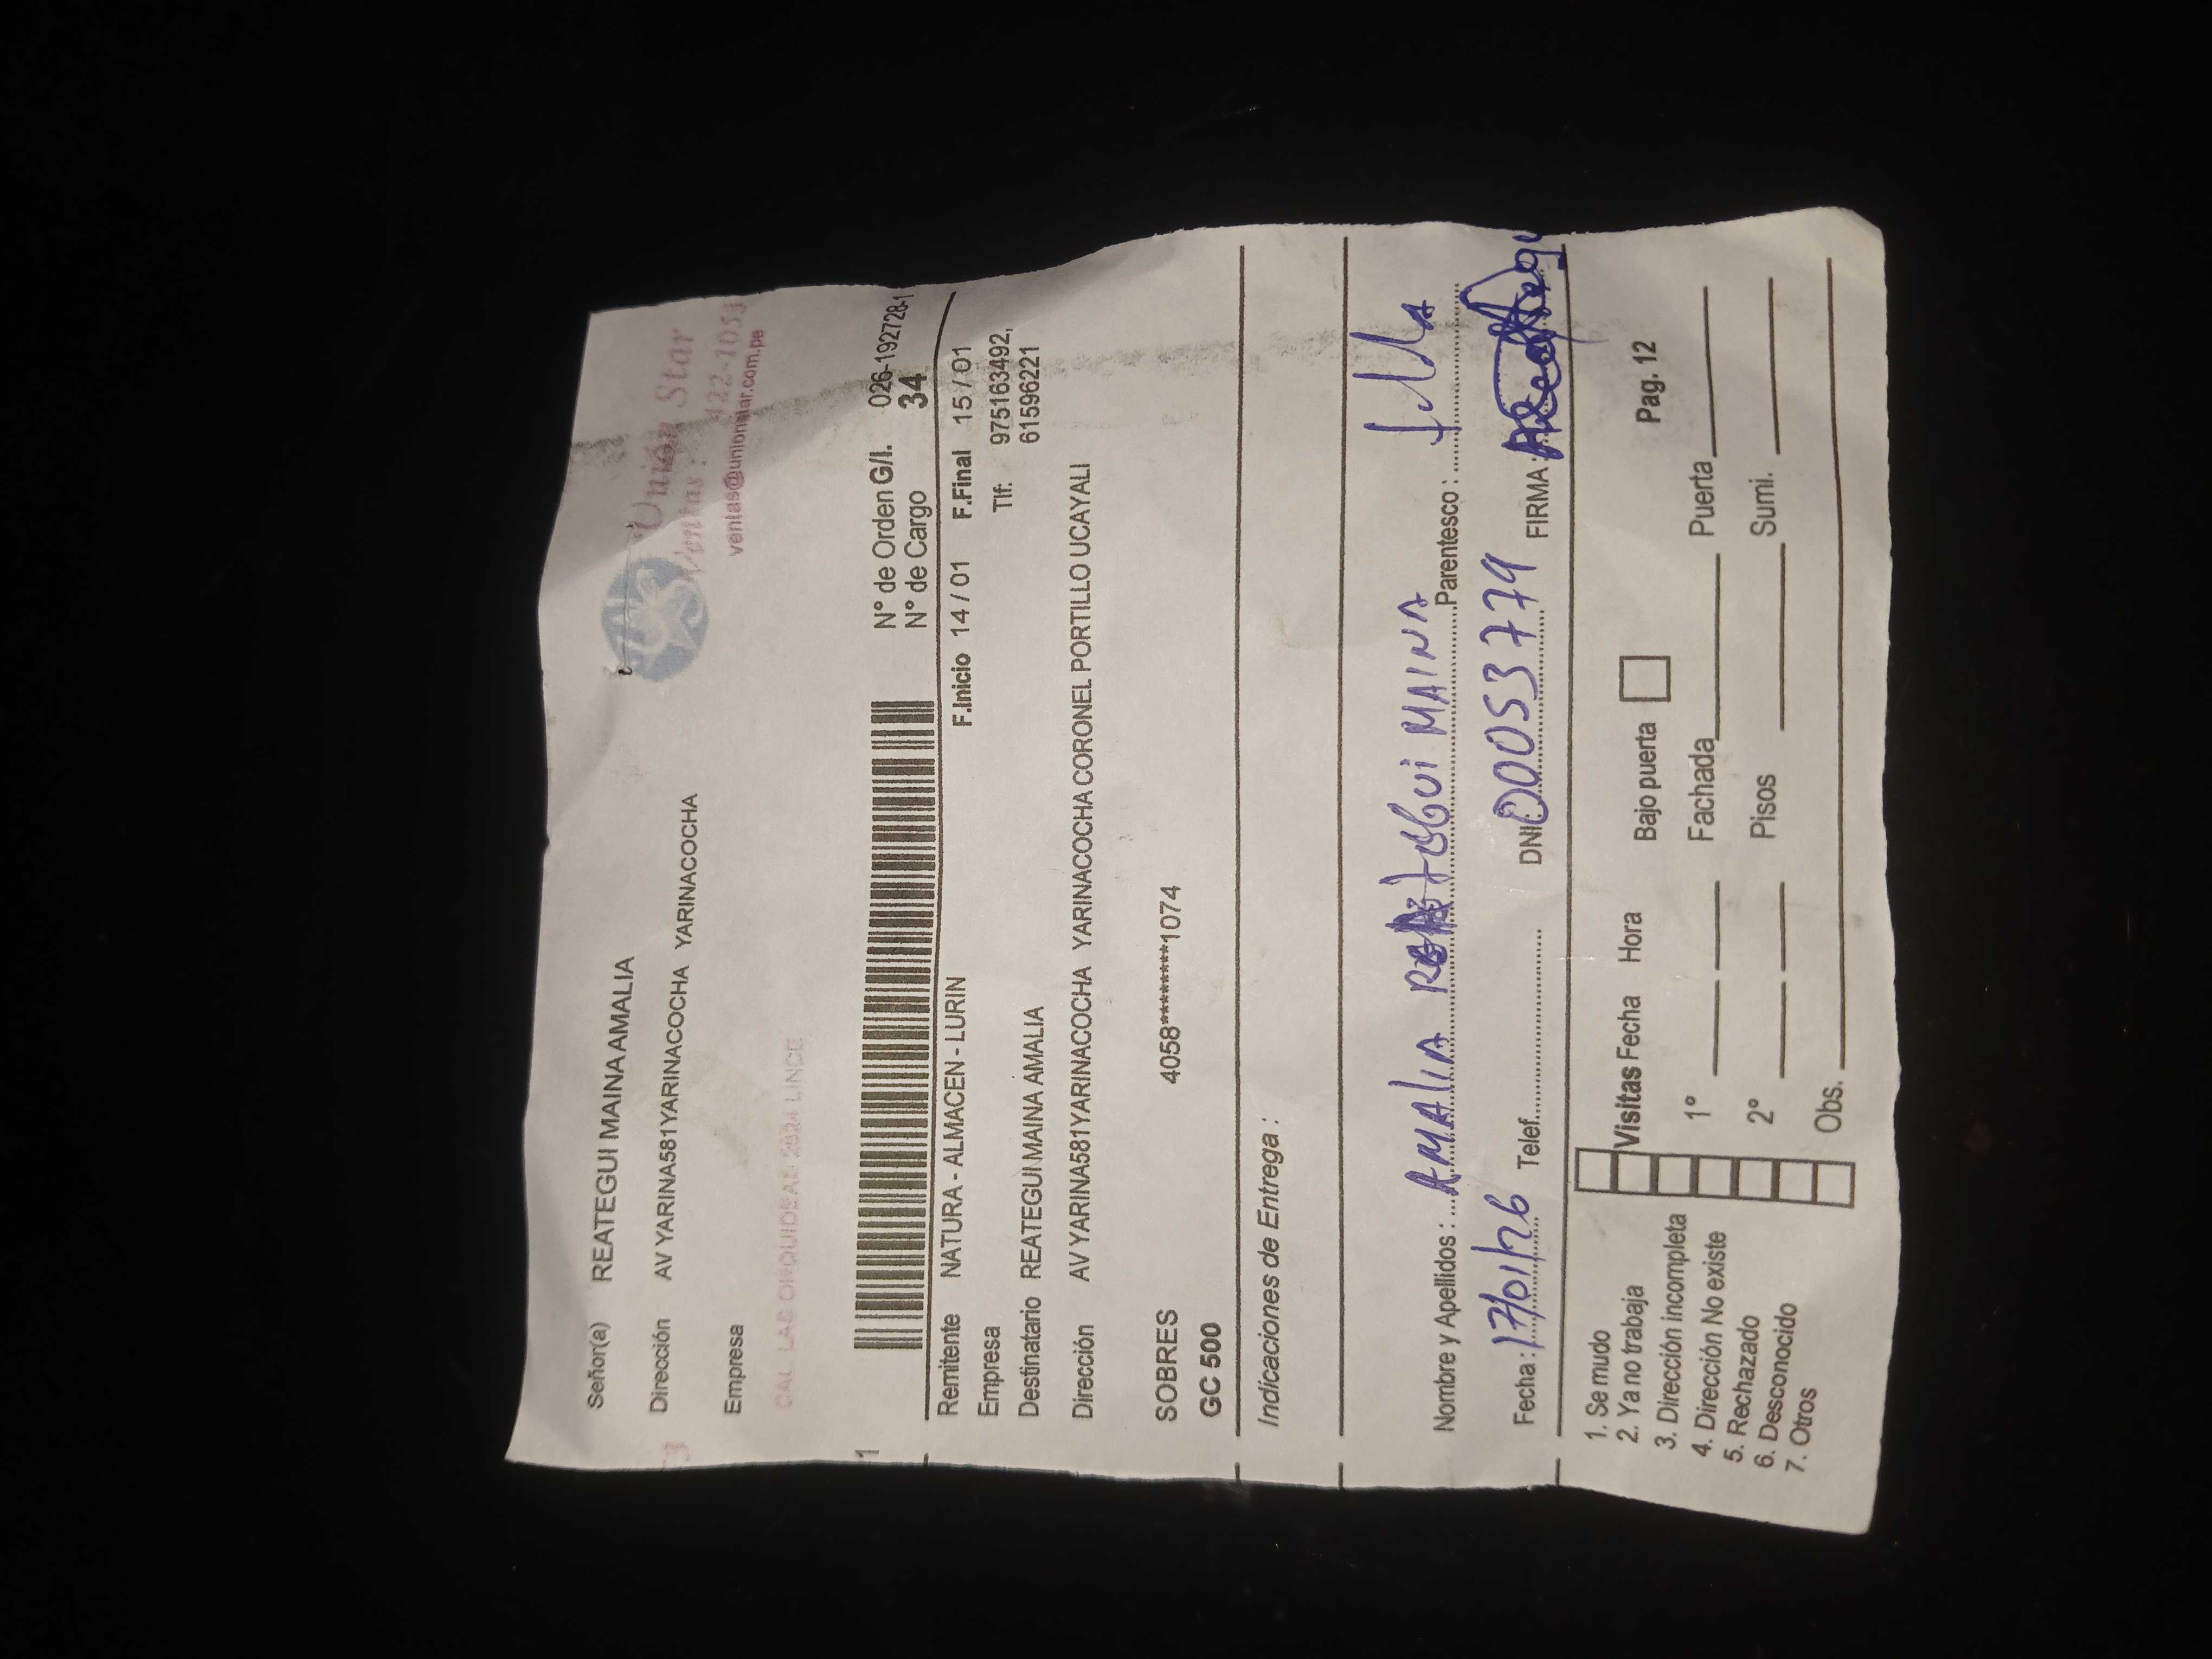 Unión Star
Ventas : 422-1053
ventas@unionstar.com.pe
Señor(a) REATEGUI MAINA AMALIA
Dirección AV YARINA581YARINACOCHA YARINACOCHA
Empresa
1
N° de Orden G/I. 026-192728-1
N° de Cargo 34
Remitente NATURA - ALMACEN - LURIN F.Inicio 14 / 01 F.Final 15 / 01
Empresa Tlf. 975163492,
Destinatario REATEGUI MAINA AMALIA 61596221
Dirección AV YARINA581YARINACOCHA YARINACOCHA CORONEL PORTILLO UCAYALI
SOBRES 4058********1074
GC 500
Indicaciones de Entrega :
Nombre y Apellidos : AMALIA REATEGUI MAINA Parentesco :
Fecha : 17/01/26 Telef. DNI 00053779 FIRMA:
1. Se mudo
2. Ya no trabaja
3. Dirección incompleta
4. Dirección No existe
5. Rechazado
6. Desconocido
7. Otros
Visitas Fecha Hora Bajo puerta Pag. 12
1° Fachada Puerta
2° Pisos Sumi.
Obs.